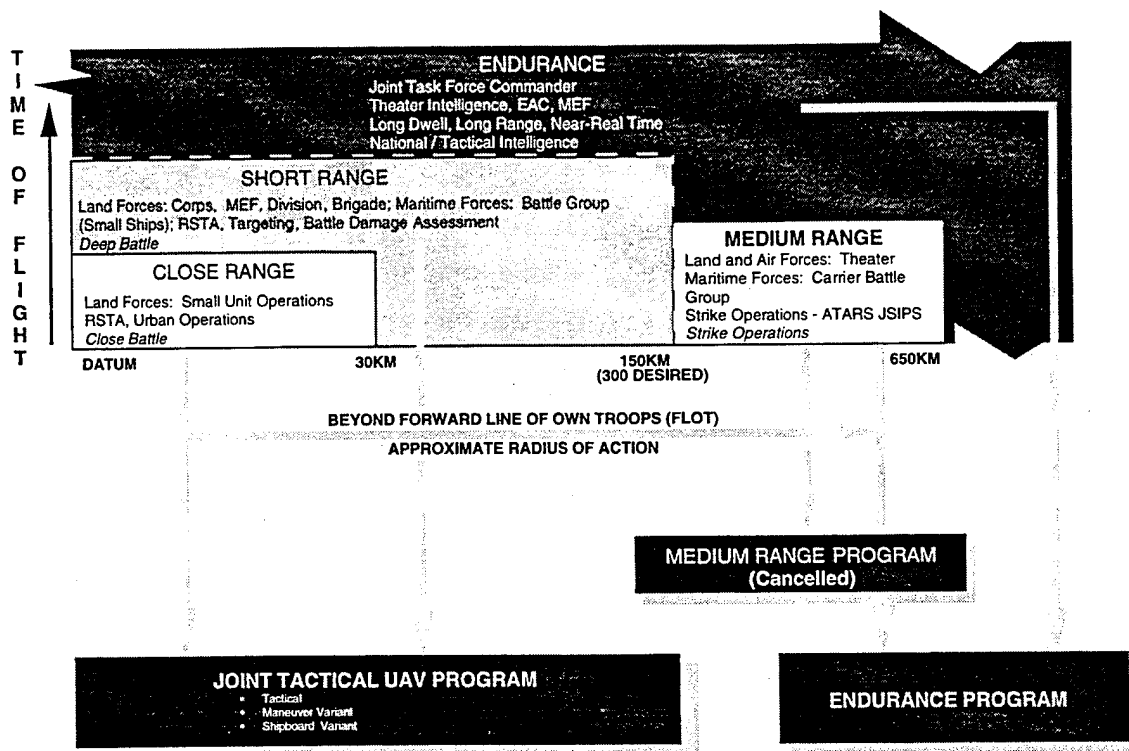 TIME OF FLIGHT
ENDURANCE
Joint Task Force Commander
Theater Intelligence, EAC, MEF
Long Dwell, Long Range, Near-Real Time
National / Tactical Intelligence
SHORT RANGE
Land Forces: Corps, MEF, Division, Brigade; Maritime Forces: Battle Group
(Small Ships); RSTA, Targeting, Battle Damage Assessment
Deep Battle
CLOSE RANGE
Land Forces: Small Unit Operations
RSTA, Urban Operations
Close Battle
MEDIUM RANGE
Land and Air Forces: Theater
Maritime Forces: Carrier Battle
Group
Strike Operations - ATARS JSIPS
Strike Operations
DATUM 30KM 150KM 650KM
(300 DESIRED)
BEYOND FORWARD LINE OF OWN TROOPS (FLOT)
APPROXIMATE RADIUS OF ACTION
MEDIUM RANGE PROGRAM
(Cancelled)
JOINT TACTICAL UAV PROGRAM
• Tactical
• Maneuver Variant
• Shipboard Variant
ENDURANCE PROGRAM